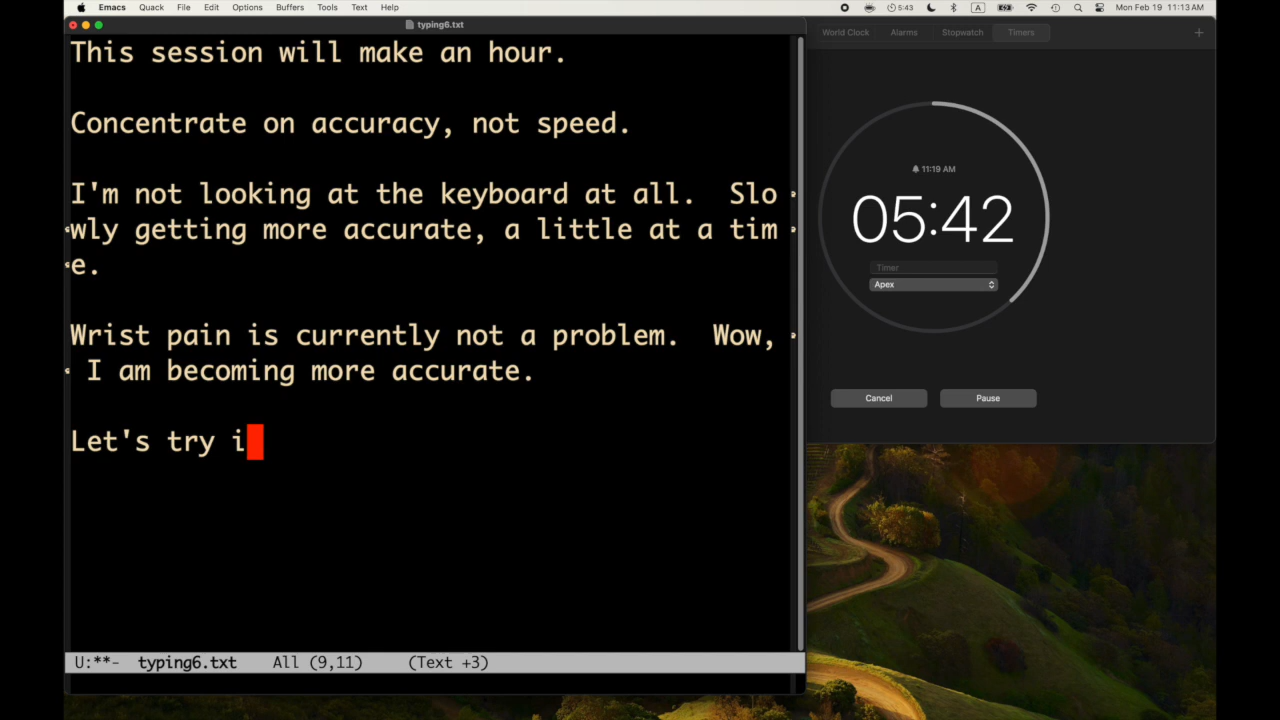 Emacs Quack File Edit Options Buffers Tools Text Help
5:43 A Mon Feb 19 11:13 AM
typing6.txt
This session will make an hour.
Concentrate on accuracy, not speed.
I'm not looking at the keyboard at all.  Slo
wly getting more accurate, a little at a tim
e.
Wrist pain is currently not a problem.  Wow,
I am becoming more accurate.
Let's try i
U:**-  typing6.txt    All (9,11)    (Text +3)
World Clock Alarms Stopwatch Timers +
11:19 AM
05:42
Timer
Apex
Cancel Pause